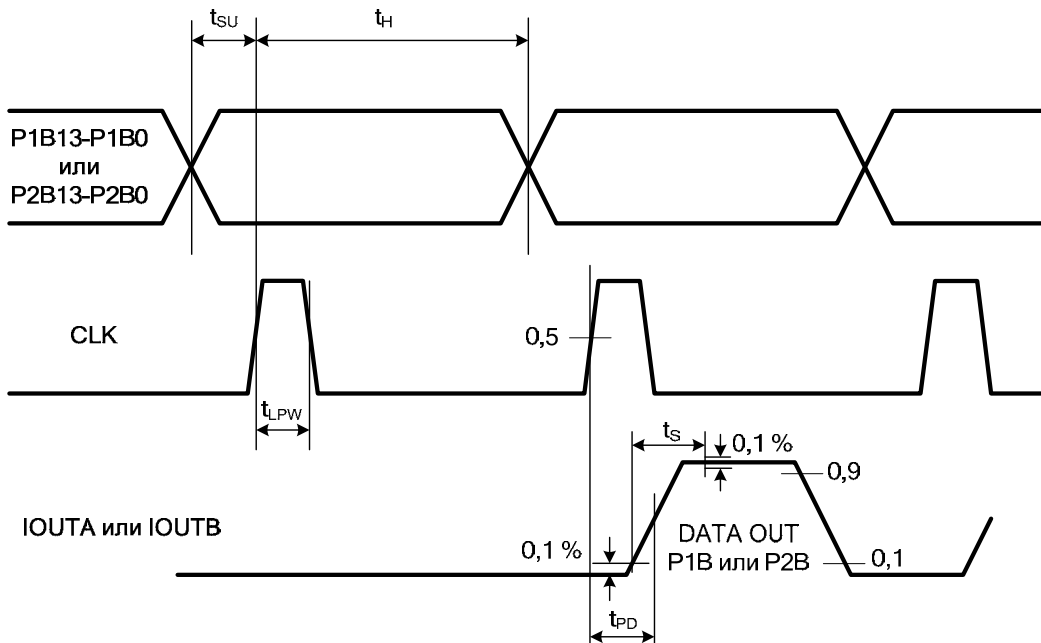 tSU
tH
P1B13-P1B0
или
P2B13-P2B0
CLK
0,5
tLPW
tS
0,1 %
0,9
IOUTA или IOUTB
0,1 %
DATA OUT
P1B или P2B
0,1
tPD